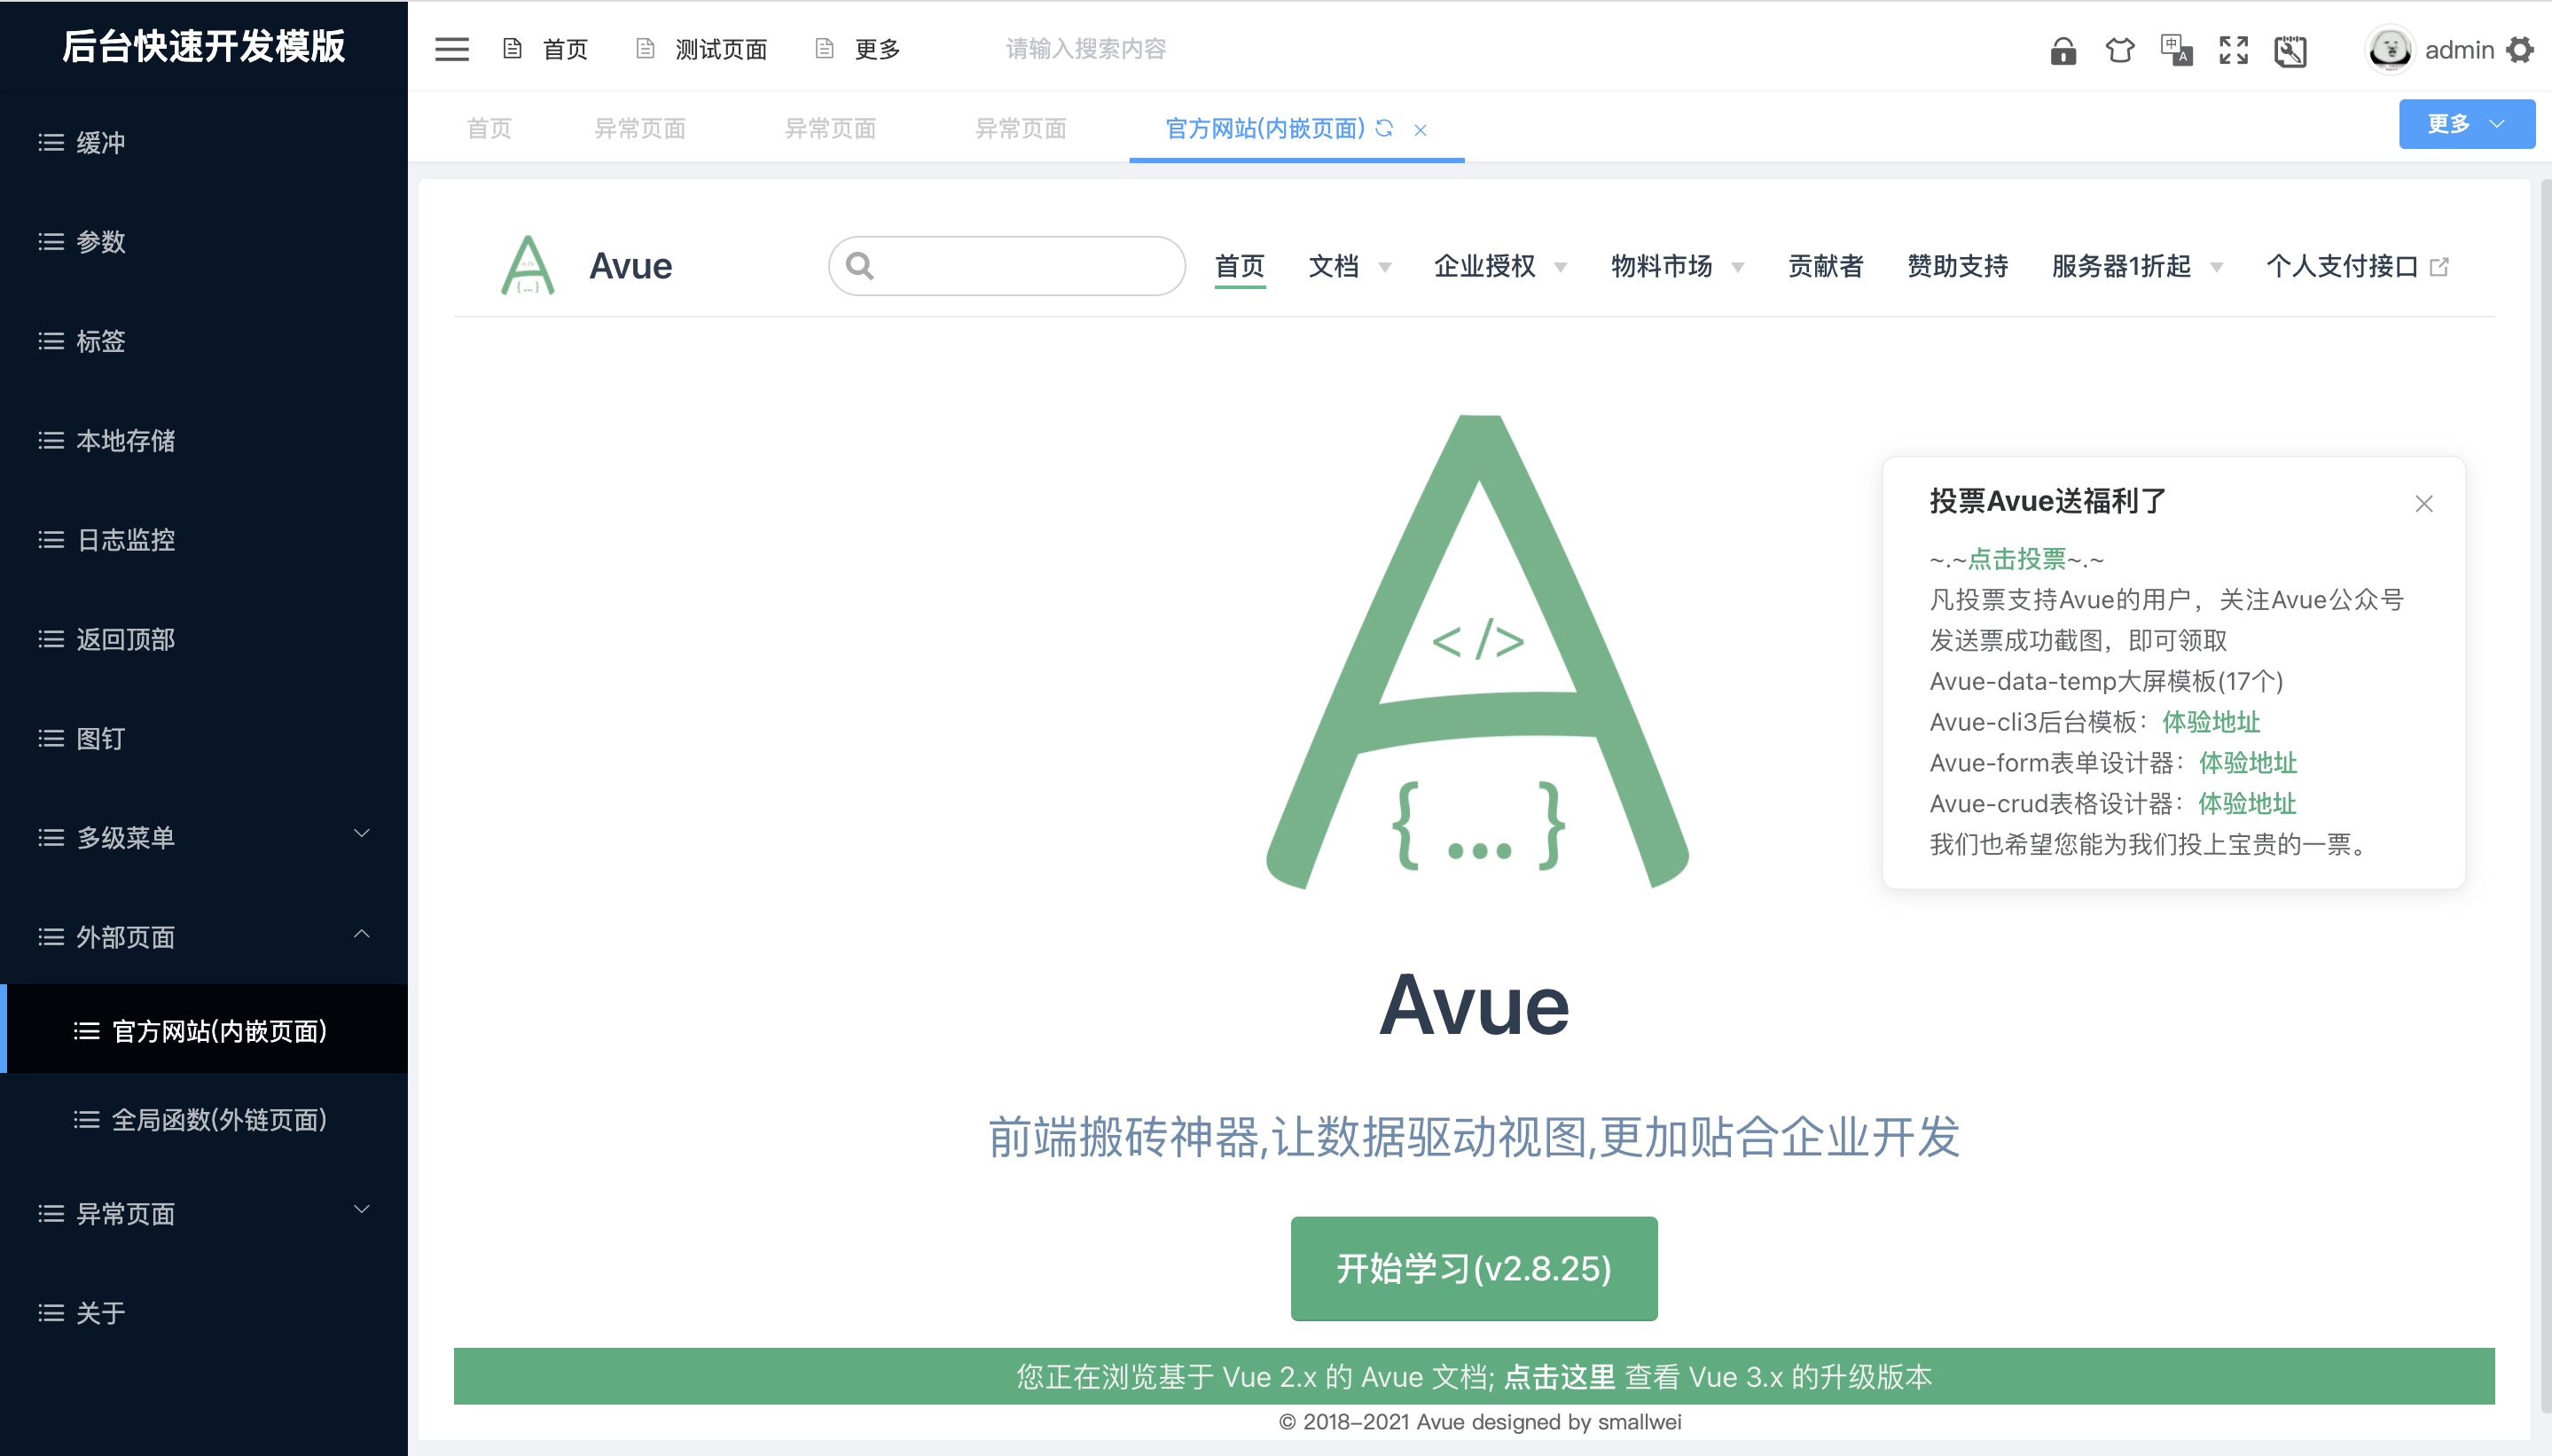 后台快速开发模版
首页 测试页面 更多 请输入搜索内容 中 A admin
缓冲
参数
标签
本地存储
日志监控
返回顶部
图钉
多级菜单
外部页面
官方网站(内嵌页面)
全局函数(外链页面)
异常页面
关于
首页 异常页面 异常页面 异常页面 官方网站(内嵌页面) 更多
Avue 首页 文档 企业授权 物料市场 贡献者 赞助支持 服务器1折起 个人支付接口
</>
{...}
投票Avue送福利了
~.~点击投票~.~
凡投票支持Avue的用户，关注Avue公众号
发送票成功截图，即可领取
Avue-data-temp大屏模板(17个)
Avue-cli3后台模板：体验地址
Avue-form表单设计器：体验地址
Avue-crud表格设计器：体验地址
我们也希望您能为我们投上宝贵的一票。
Avue
前端搬砖神器,让数据驱动视图,更加贴合企业开发
开始学习(v2.8.25)
您正在浏览基于 Vue 2.x 的 Avue 文档; 点击这里 查看 Vue 3.x 的升级版本
© 2018-2021 Avue designed by smallwei